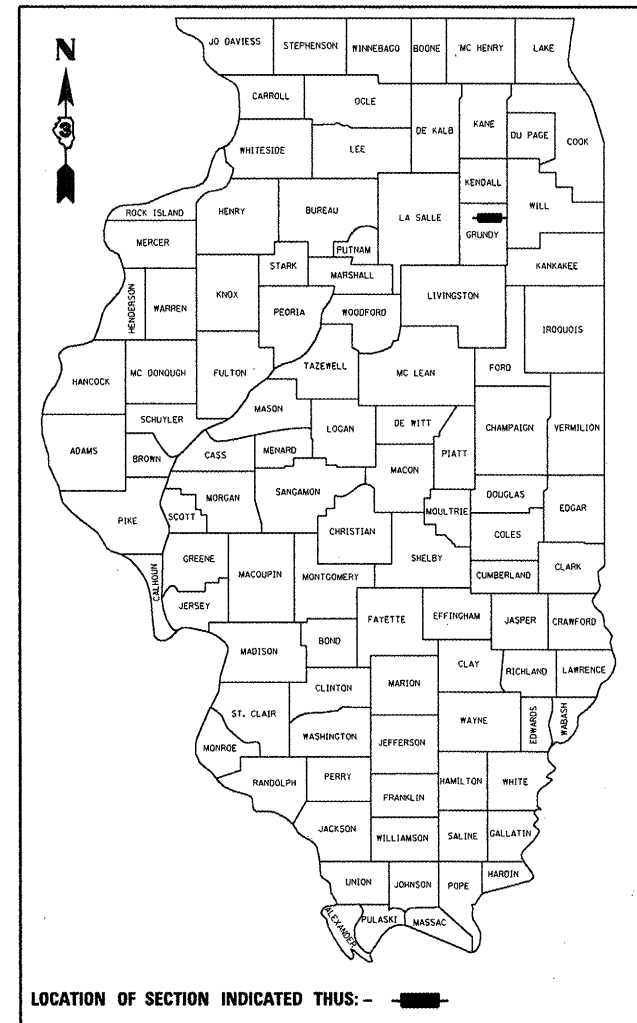 JO DAVIESS STEPHENSON WINNEBAGO BOONE MC HENRY LAKE
N
CARROLL OGLE DE KALB KANE DU PAGE COOK
3
WHITESIDE LEE
KENDALL WILL
ROCK ISLAND HENRY BUREAU LA SALLE
GRUNDY
MERCER PUTNAM
STARK MARSHALL KANKAKEE
HENDERSON WARREN KNOX LIVINGSTON
PEORIA WOODFORD IROQUOIS
HANCOCK MC DONOUGH FULTON TAZEWELL MC LEAN FORD
MASON
SCHUYLER LOGAN DE WITT CHAMPAIGN VERMILION
ADAMS BROWN CASS MENARD MACON PIATT
MORGAN SANGAMON DOUGLAS EDGAR
PIKE SCOTT CHRISTIAN MOULTRIE COLES
GREENE SHELBY
CALHOUN MACOUPIN MONTGOMERY CUMBERLAND CLARK
JERSEY
FAYETTE EFFINGHAM JASPER CRAWFORD
BOND
MADISON CLAY RICHLAND LAWRENCE
CLINTON MARION
ST. CLAIR WAYNE EDWARDS WABASH
WASHINGTON JEFFERSON
MONROE
RANDOLPH PERRY HAMILTON WHITE
FRANKLIN
JACKSON WILLIAMSON SALINE GALLATIN
UNION JOHNSON POPE HARDIN
ALEXANDER PULASKI MASSAC
LOCATION OF SECTION INDICATED THUS: -